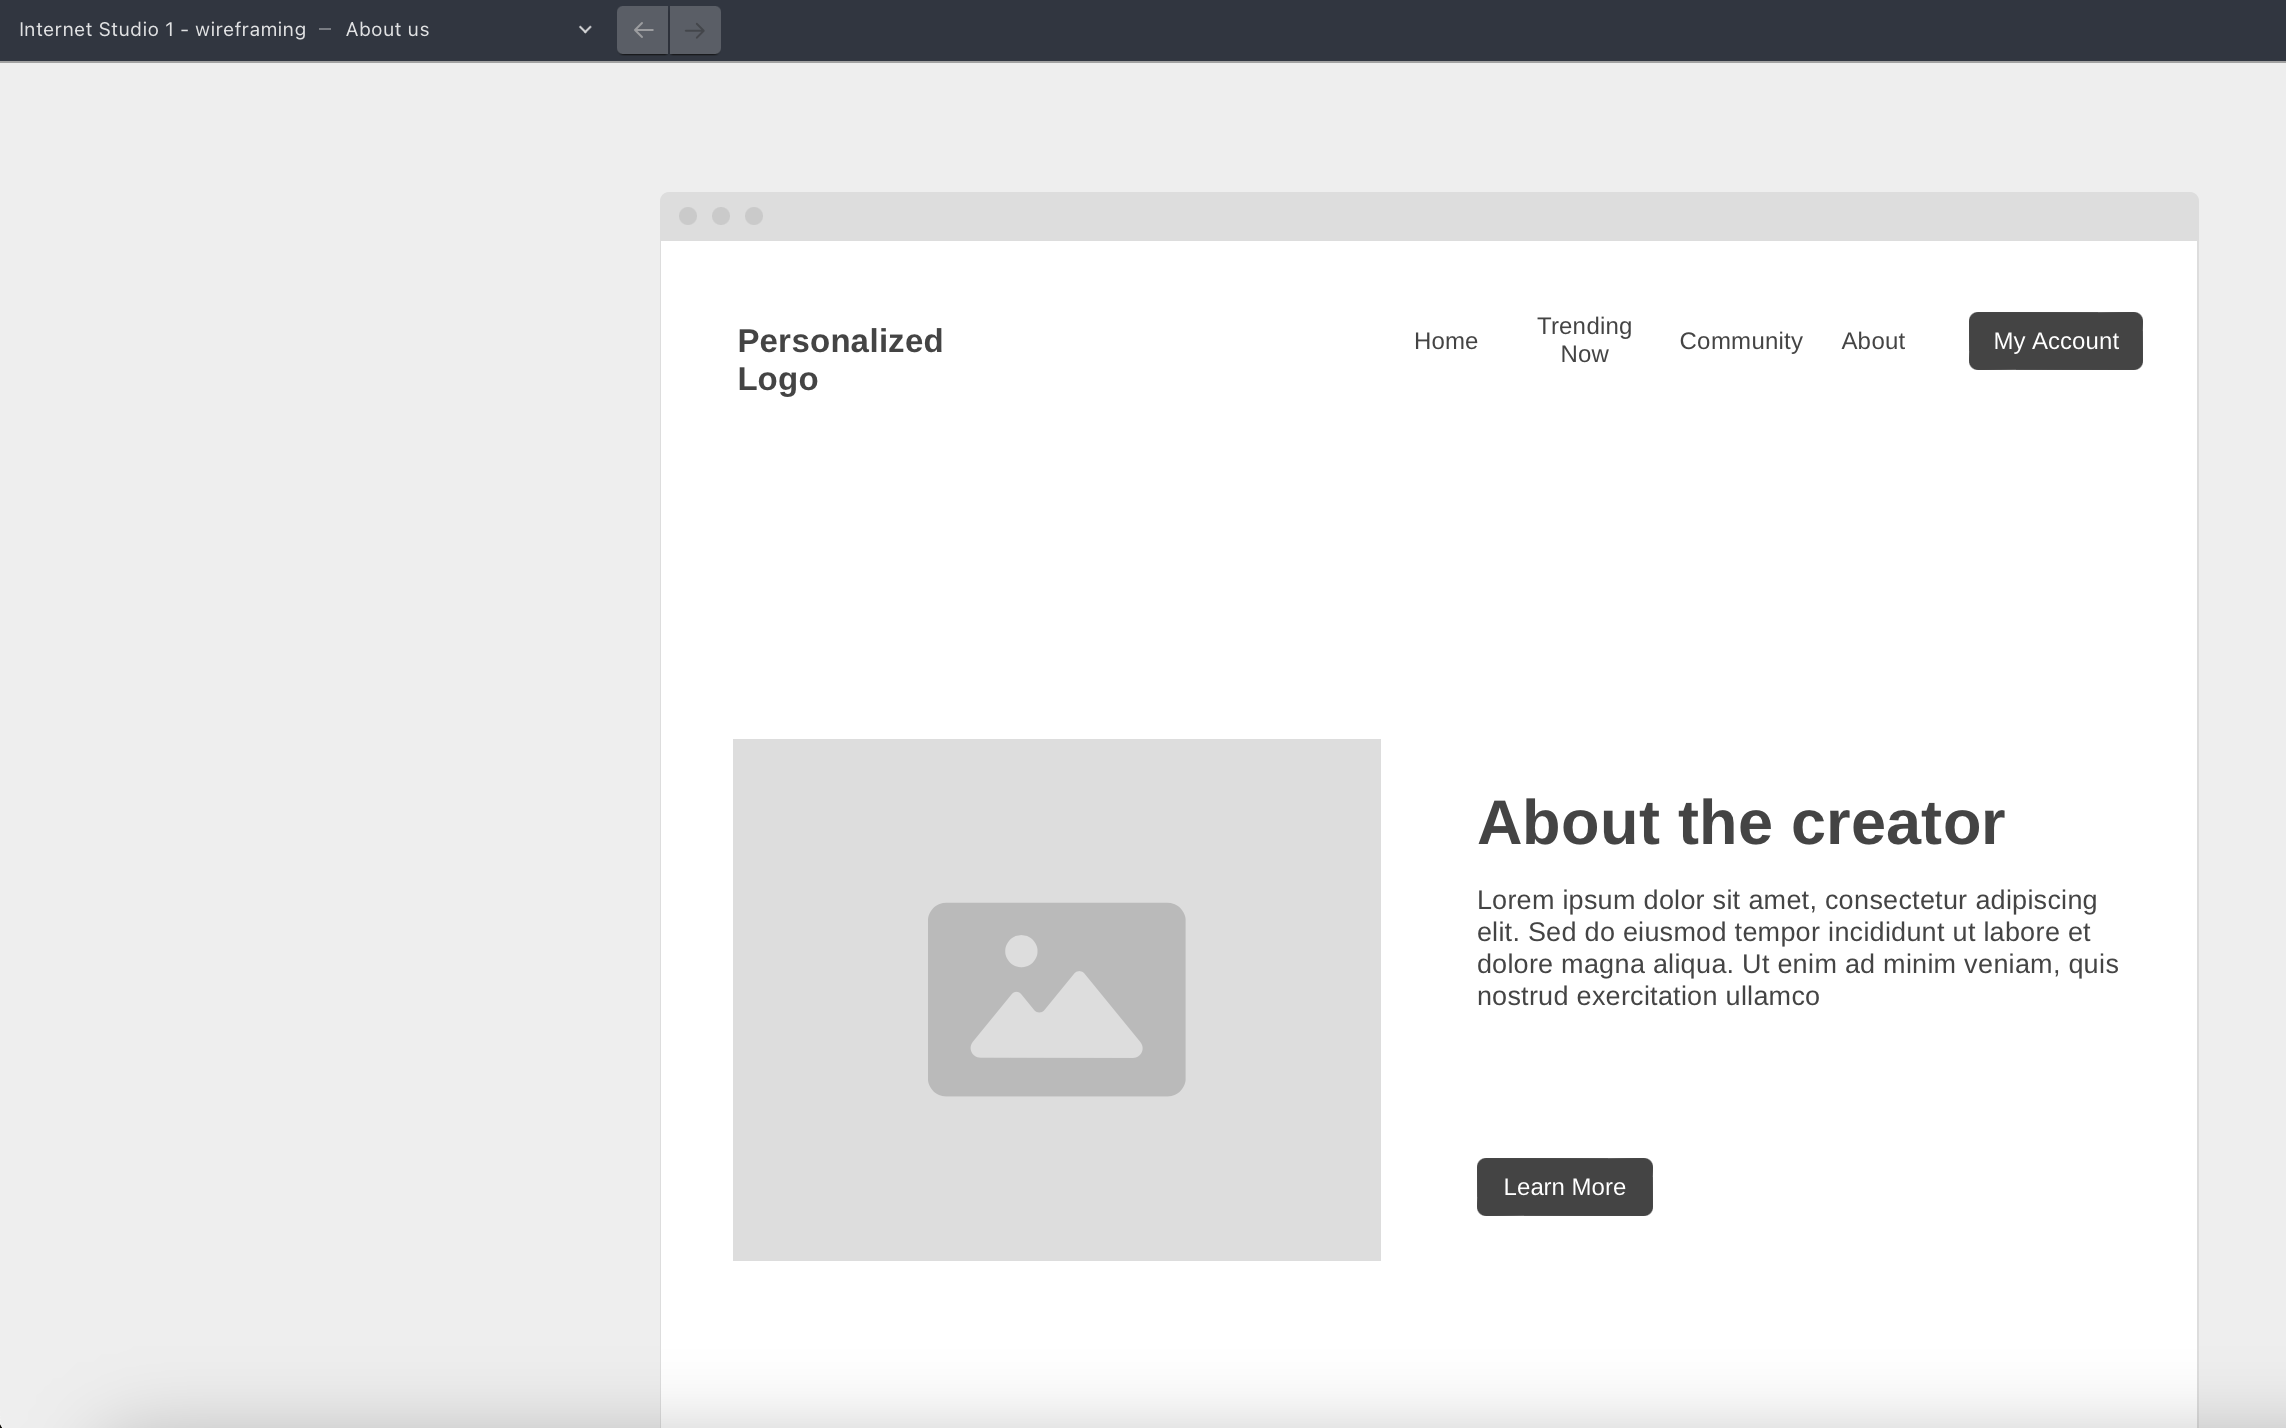 Internet Studio 1 - wireframing — About us
Personalized
Logo
Home
Trending
Now
Community
About
My Account
About the creator
Lorem ipsum dolor sit amet, consectetur adipiscing
elit. Sed do eiusmod tempor incididunt ut labore et
dolore magna aliqua. Ut enim ad minim veniam, quis
nostrud exercitation ullamco
Learn More